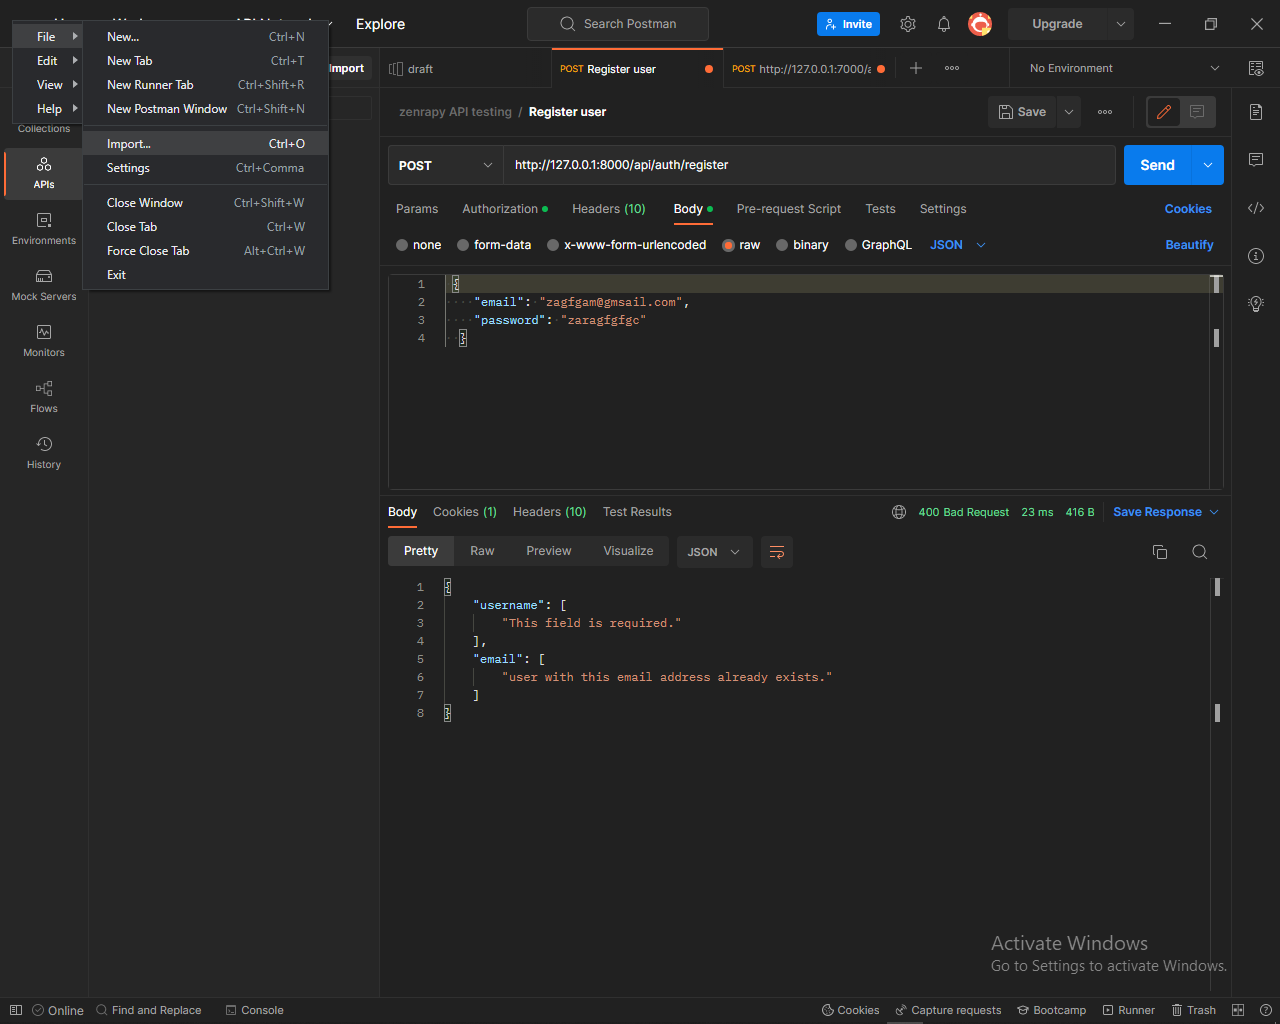 Explore
Search Postman
Invite
Upgrade
File
Edit
View
Help
New... Ctrl+N
New Tab Ctrl+T
New Runner Tab Ctrl+Shift+R
New Postman Window Ctrl+Shift+N
Import... Ctrl+O
Settings Ctrl+Comma
Close Window Ctrl+Shift+W
Close Tab Ctrl+W
Force Close Tab Alt+Ctrl+W
Exit
Import
draft
POST Register user
POST http://127.0.0.1:7000/a
No Environment
Collections
APIs
Environments
Mock Servers
Monitors
Flows
History
zenrapy API testing / Register user
Save
POST
http://127.0.0.1:8000/api/auth/register
Send
Params Authorization Headers (10) Body Pre-request Script Tests Settings Cookies
none form-data x-www-form-urlencoded raw binary GraphQL JSON Beautify
1 {
2 "email": "zagfgam@gmsail.com",
3 "password": "zaragfgfgc"
4 }
Body Cookies (1) Headers (10) Test Results 400 Bad Request 23 ms 416 B Save Response
Pretty Raw Preview Visualize JSON
1 {
2 "username": [
3 "This field is required."
4 ],
5 "email": [
6 "user with this email address already exists."
7 ]
8 }
Activate Windows
Go to Settings to activate Windows.
Online Find and Replace Console Cookies Capture requests Bootcamp Runner Trash